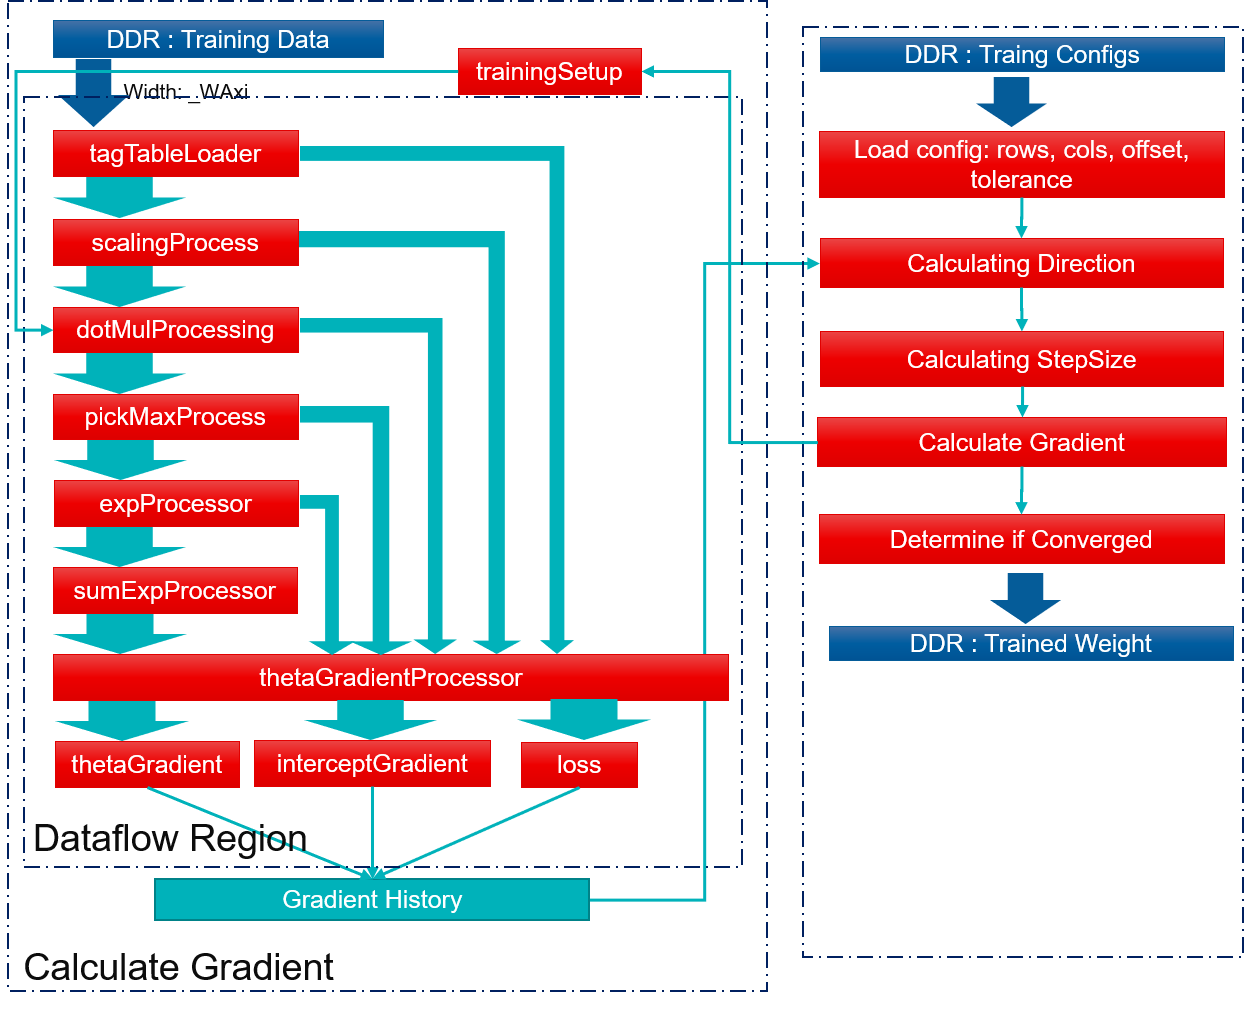 DDR : Training Data
trainingSetup
Width: _WAxi
tagTableLoader
scalingProcess
dotMulProcessing
pickMaxProcess
expProcessor
sumExpProcessor
thetaGradientProcessor
thetaGradient
interceptGradient
loss
Dataflow Region
Gradient History
Calculate Gradient
DDR : Traing Configs
Load config: rows, cols, offset,
tolerance
Calculating Direction
Calculating StepSize
Calculate Gradient
Determine if Converged
DDR : Trained Weight